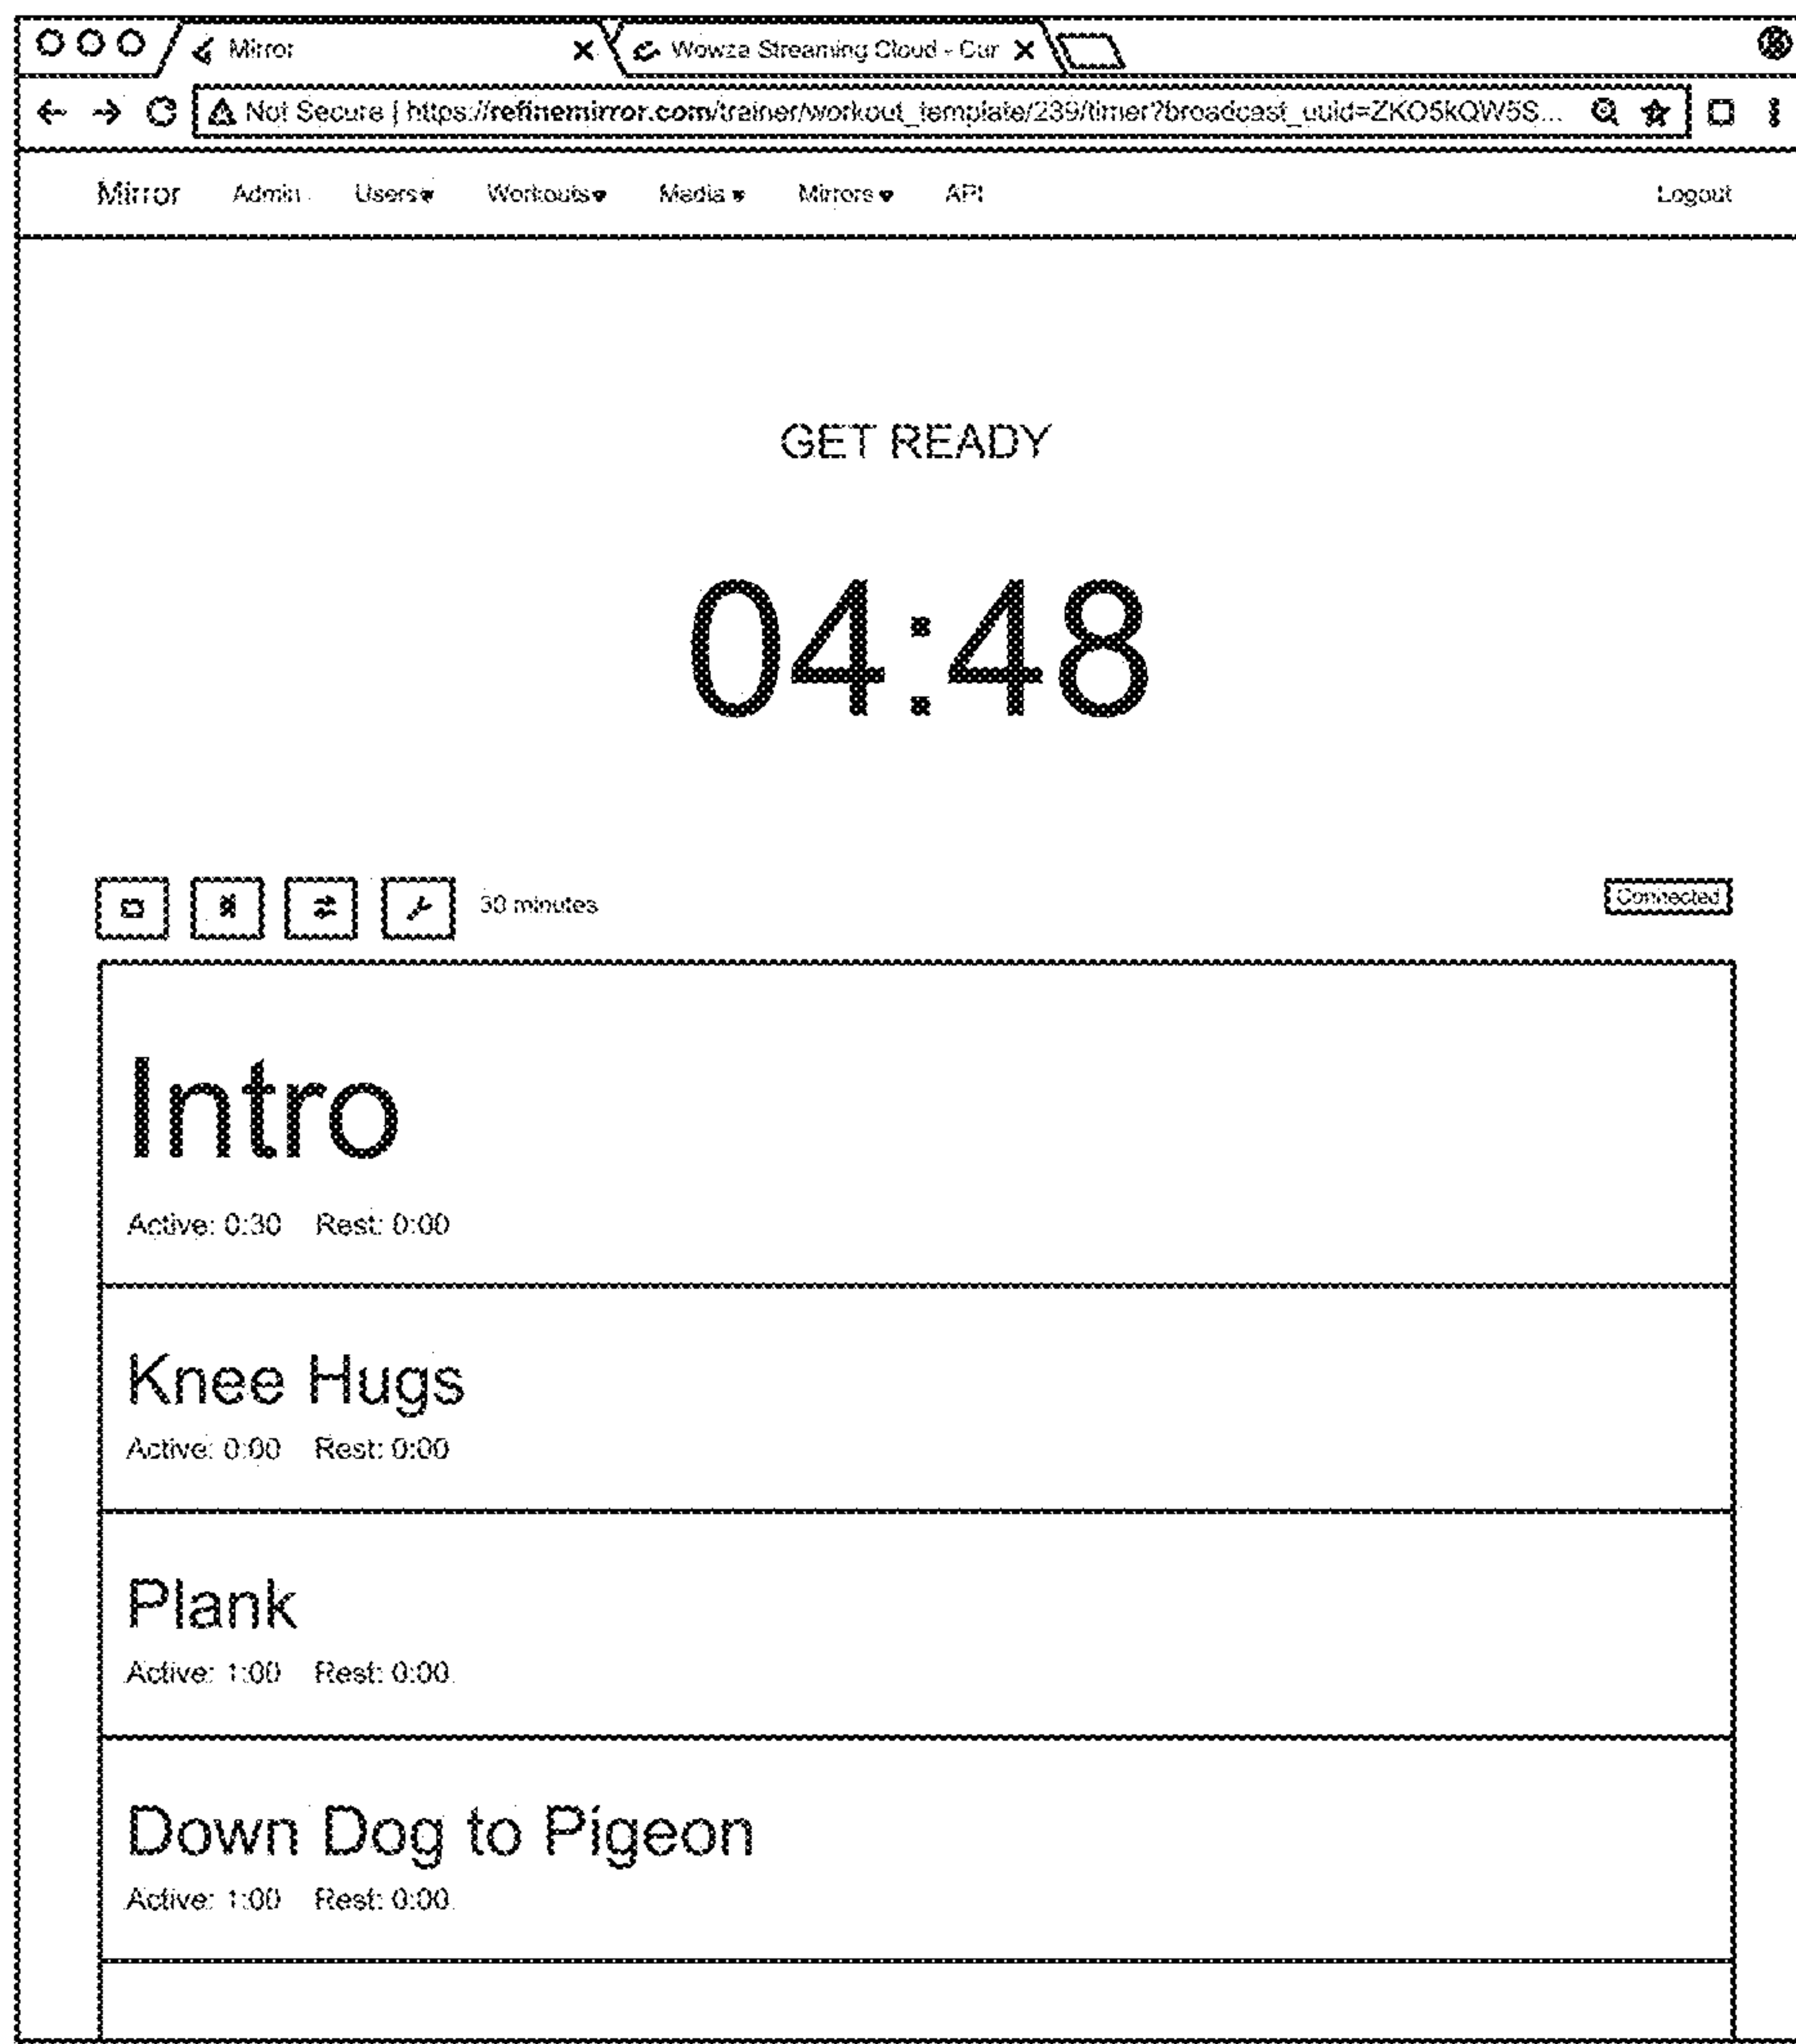 Mirror Wowza Streaming Cloud - Cur
Not Secure | https://refinemirror.com/trainer/workout_template/239/timer?broadcast_uuid=ZKO5kQW5S...
Mirror Admin Users Workouts Media Mirrors API Logout
GET READY
04:48
30 minutes Connected
Intro
Active: 0:30 Rest: 0:00
Knee Hugs
Active: 0:00 Rest: 0:00
Plank
Active: 1:00 Rest: 0:00
Down Dog to Pigeon
Active: 1:00 Rest: 0:00